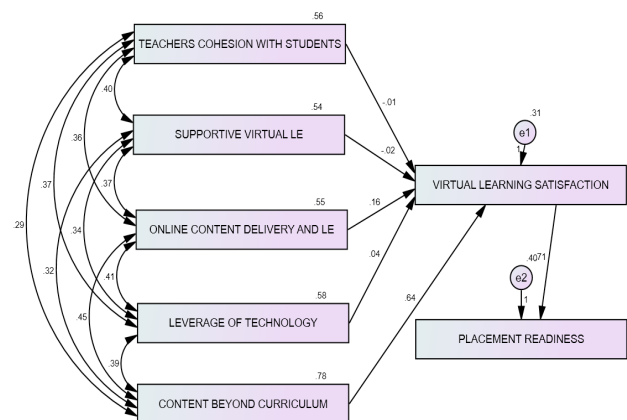 .56
TEACHERS COHESION WITH STUDENTS
.40
-.01
.54
.31
e1
1
SUPPORTIVE VIRTUAL LE
.36
-.02
.37
.37
VIRTUAL LEARNING SATISFACTION
.55
.16
.29
.34
ONLINE CONTENT DELIVERY AND LE
.04
.32
.41
.58
.64
.40
.71
e2
1
.45
LEVERAGE OF TECHNOLOGY
PLACEMENT READINESS
.39
.78
CONTENT BEYOND CURRICULUM